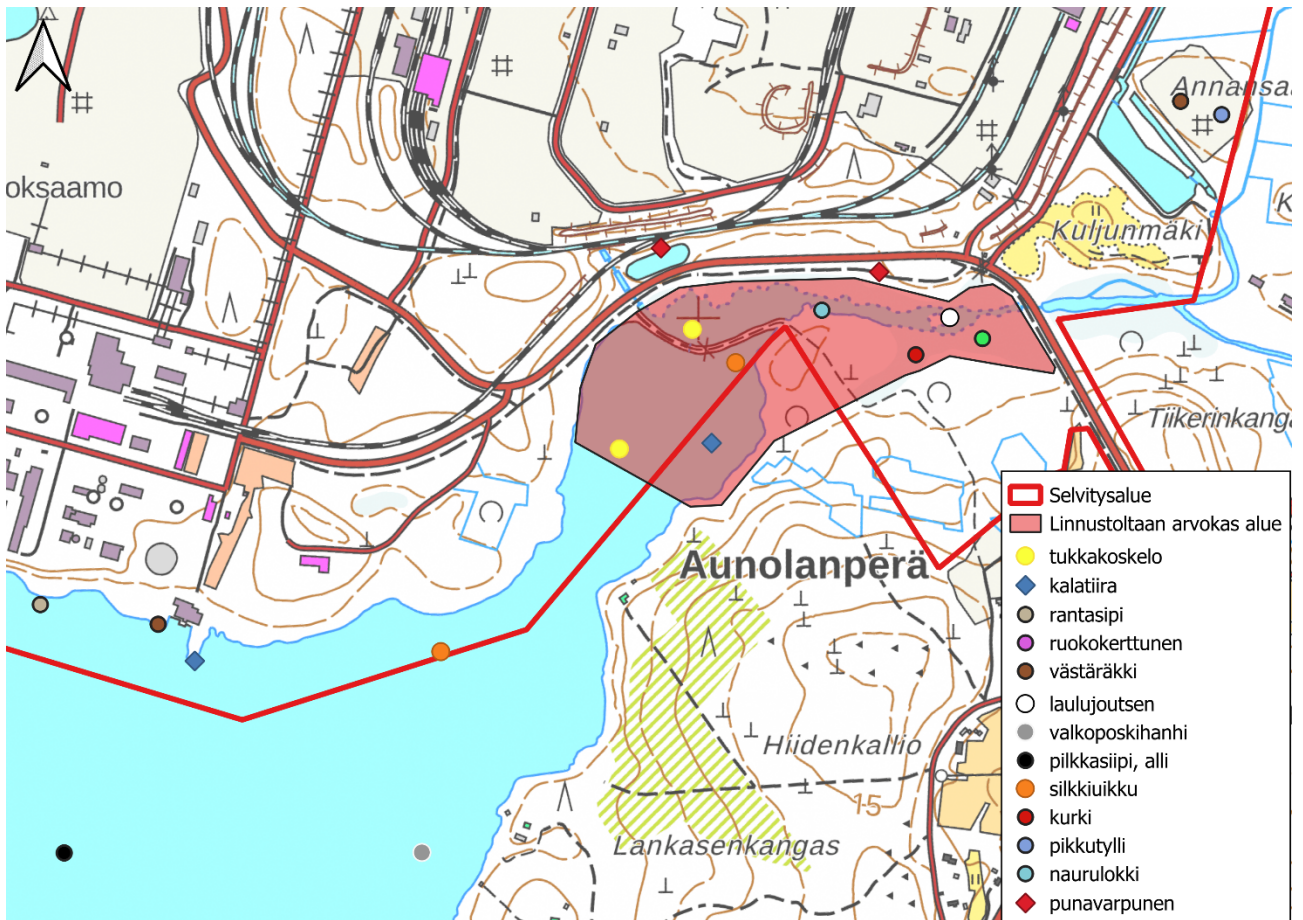 Annansaa
oksaamo
K
Kuljunmäki
Tiikerinkanga
Aunolanperä
Hiidenkallio
15
Lankasenkangas
Selvitysalue
Linnustoltaan arvokas alue
tukkakoskelo
kalatiira
rantasipi
ruokokerttunen
västäräkki
laulujoutsen
valkoposkihanhi
pilkkasiipi, alli
silkkiuikku
kurki
pikkutylli
naurulokki
punavarpunen